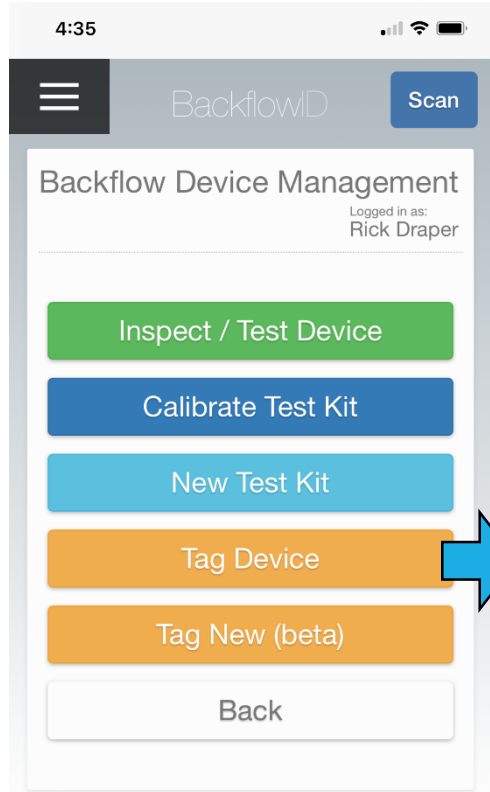 4:35
BackflowID
Scan
Backflow Device Management
Logged in as:
Rick Draper
Inspect / Test Device
Calibrate Test Kit
New Test Kit
Tag Device
Tag New (beta)
Back